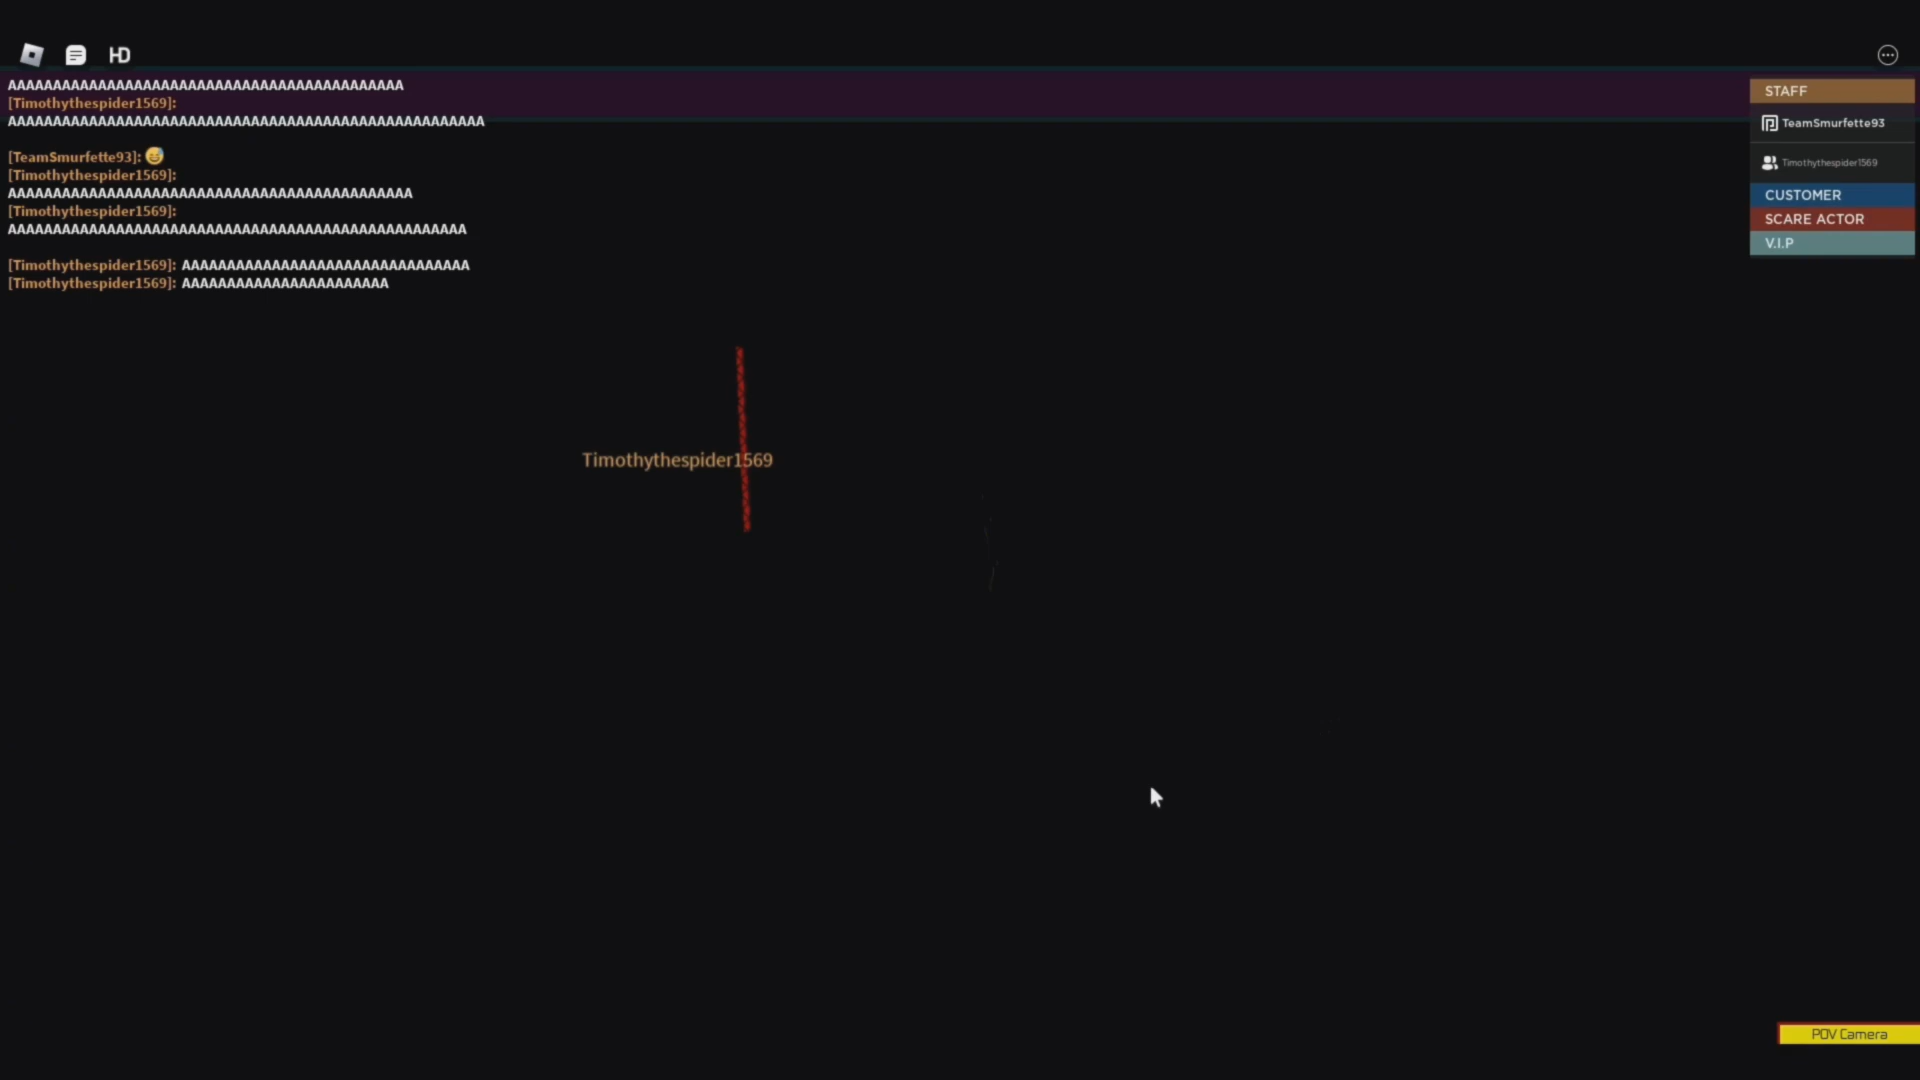 HD
AAAAAAAAAAAAAAAAAAAAAAAAAAAAAAAAAAAAAAAAAAAA
[Timothythespider1569]:
AAAAAAAAAAAAAAAAAAAAAAAAAAAAAAAAAAAAAAAAAAAAAAAAAAAAA
[TeamSmurfette93]: 😅
[Timothythespider1569]:
AAAAAAAAAAAAAAAAAAAAAAAAAAAAAAAAAAAAAAAAAAAAA
[Timothythespider1569]:
AAAAAAAAAAAAAAAAAAAAAAAAAAAAAAAAAAAAAAAAAAAAAAAAAAA
[Timothythespider1569]: AAAAAAAAAAAAAAAAAAAAAAAAAAAAAAAA
[Timothythespider1569]: AAAAAAAAAAAAAAAAAAAAAAA
STAFF
TeamSmurfette93
Timothythespider1569
CUSTOMER
SCARE ACTOR
V.I.P
Timothythespider1569
POV Camera